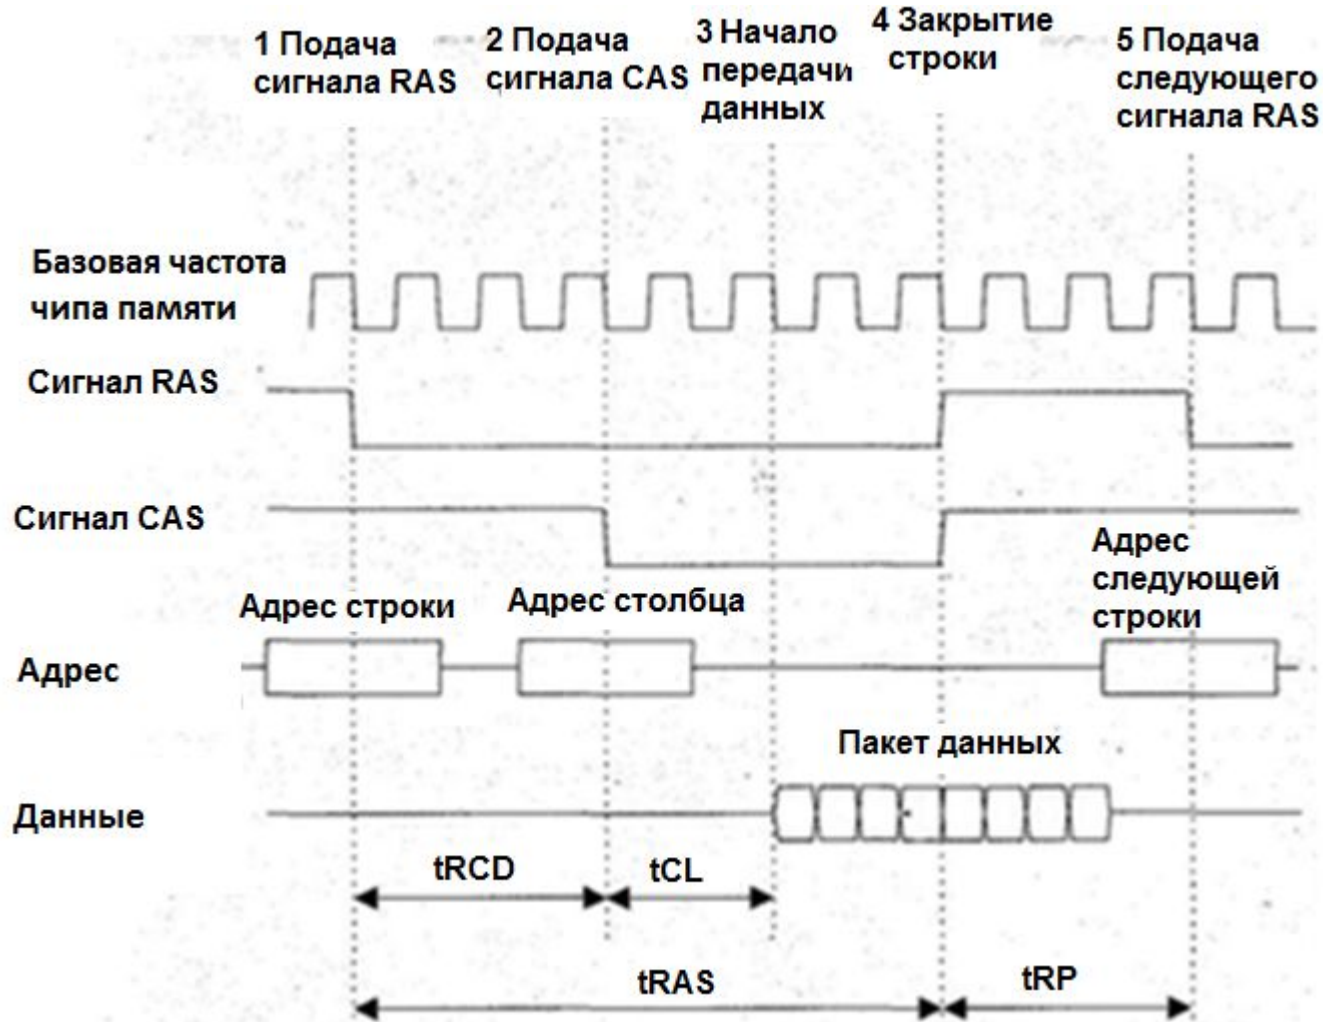 1 Подача
сигнала RAS
2 Подача
сигнала CAS
3 Начало
передачи
данных
4 Закрытие
строки
5 Подача
следующего
сигнала RAS
Базовая частота
чипа памяти
Сигнал RAS
Сигнал CAS
Адрес
следующей
строки
Адрес строки
Адрес столбца
Адрес
Пакет данных
Данные
tRCD
tCL
tRAS
tRP